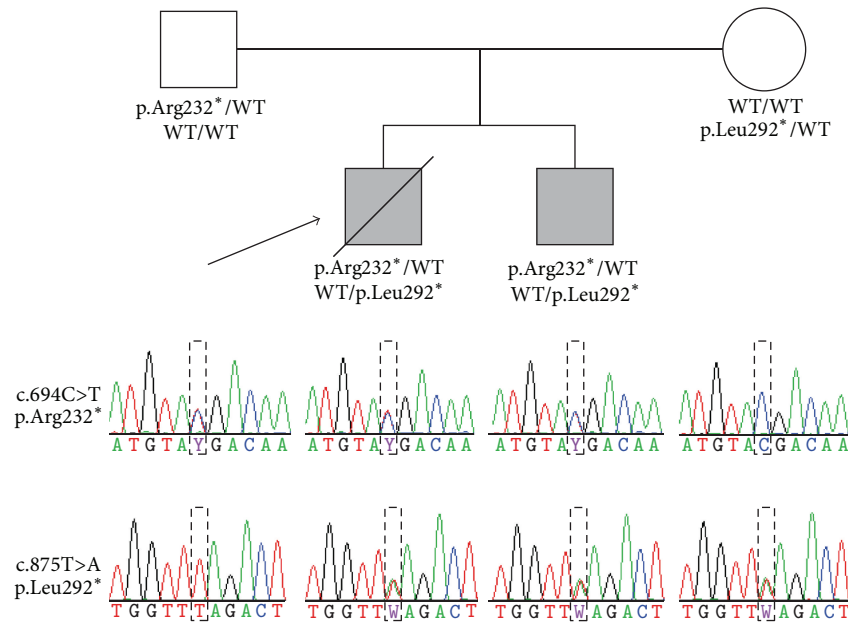 p.Arg232*/WT
WT/WT
WT/WT
p.Leu292*/WT
p.Arg232*/WT
WT/p.Leu292*
p.Arg232*/WT
WT/p.Leu292*
c.694C>T
p.Arg232*
ATGTAYGACAA
ATGTAYGACAA
ATGTAYGACAA
ATGTACGACAA
c.875T>A
p.Leu292*
TGGTTTAGACT
TGGTTWAGACT
TGGTTWAGACT
TGGTTWAGACT